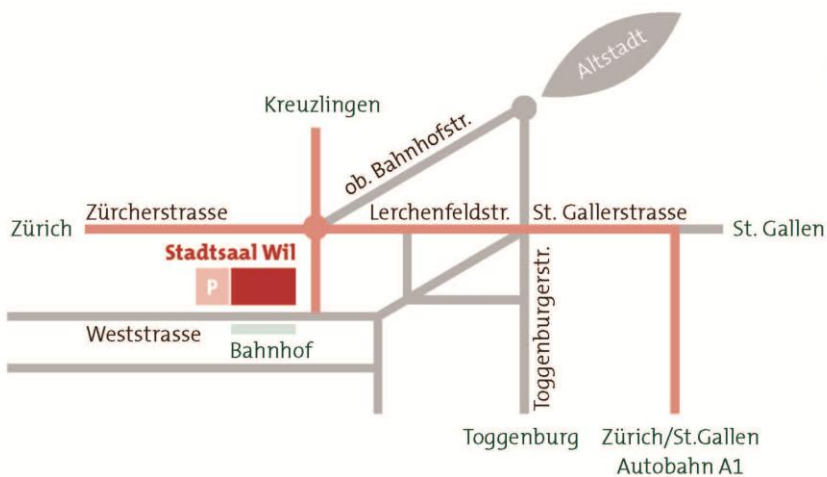 Altstadt
Kreuzlingen
ob. Bahnhofstr.
Zürcherstrasse
Lerchenfeldstr.
St. Gallerstrasse
Zürich
St. Gallen
Stadtsaal Wil
P
Toggenburgerstr.
Weststrasse
Bahnhof
Toggenburg
Zürich/St.Gallen
Autobahn A1